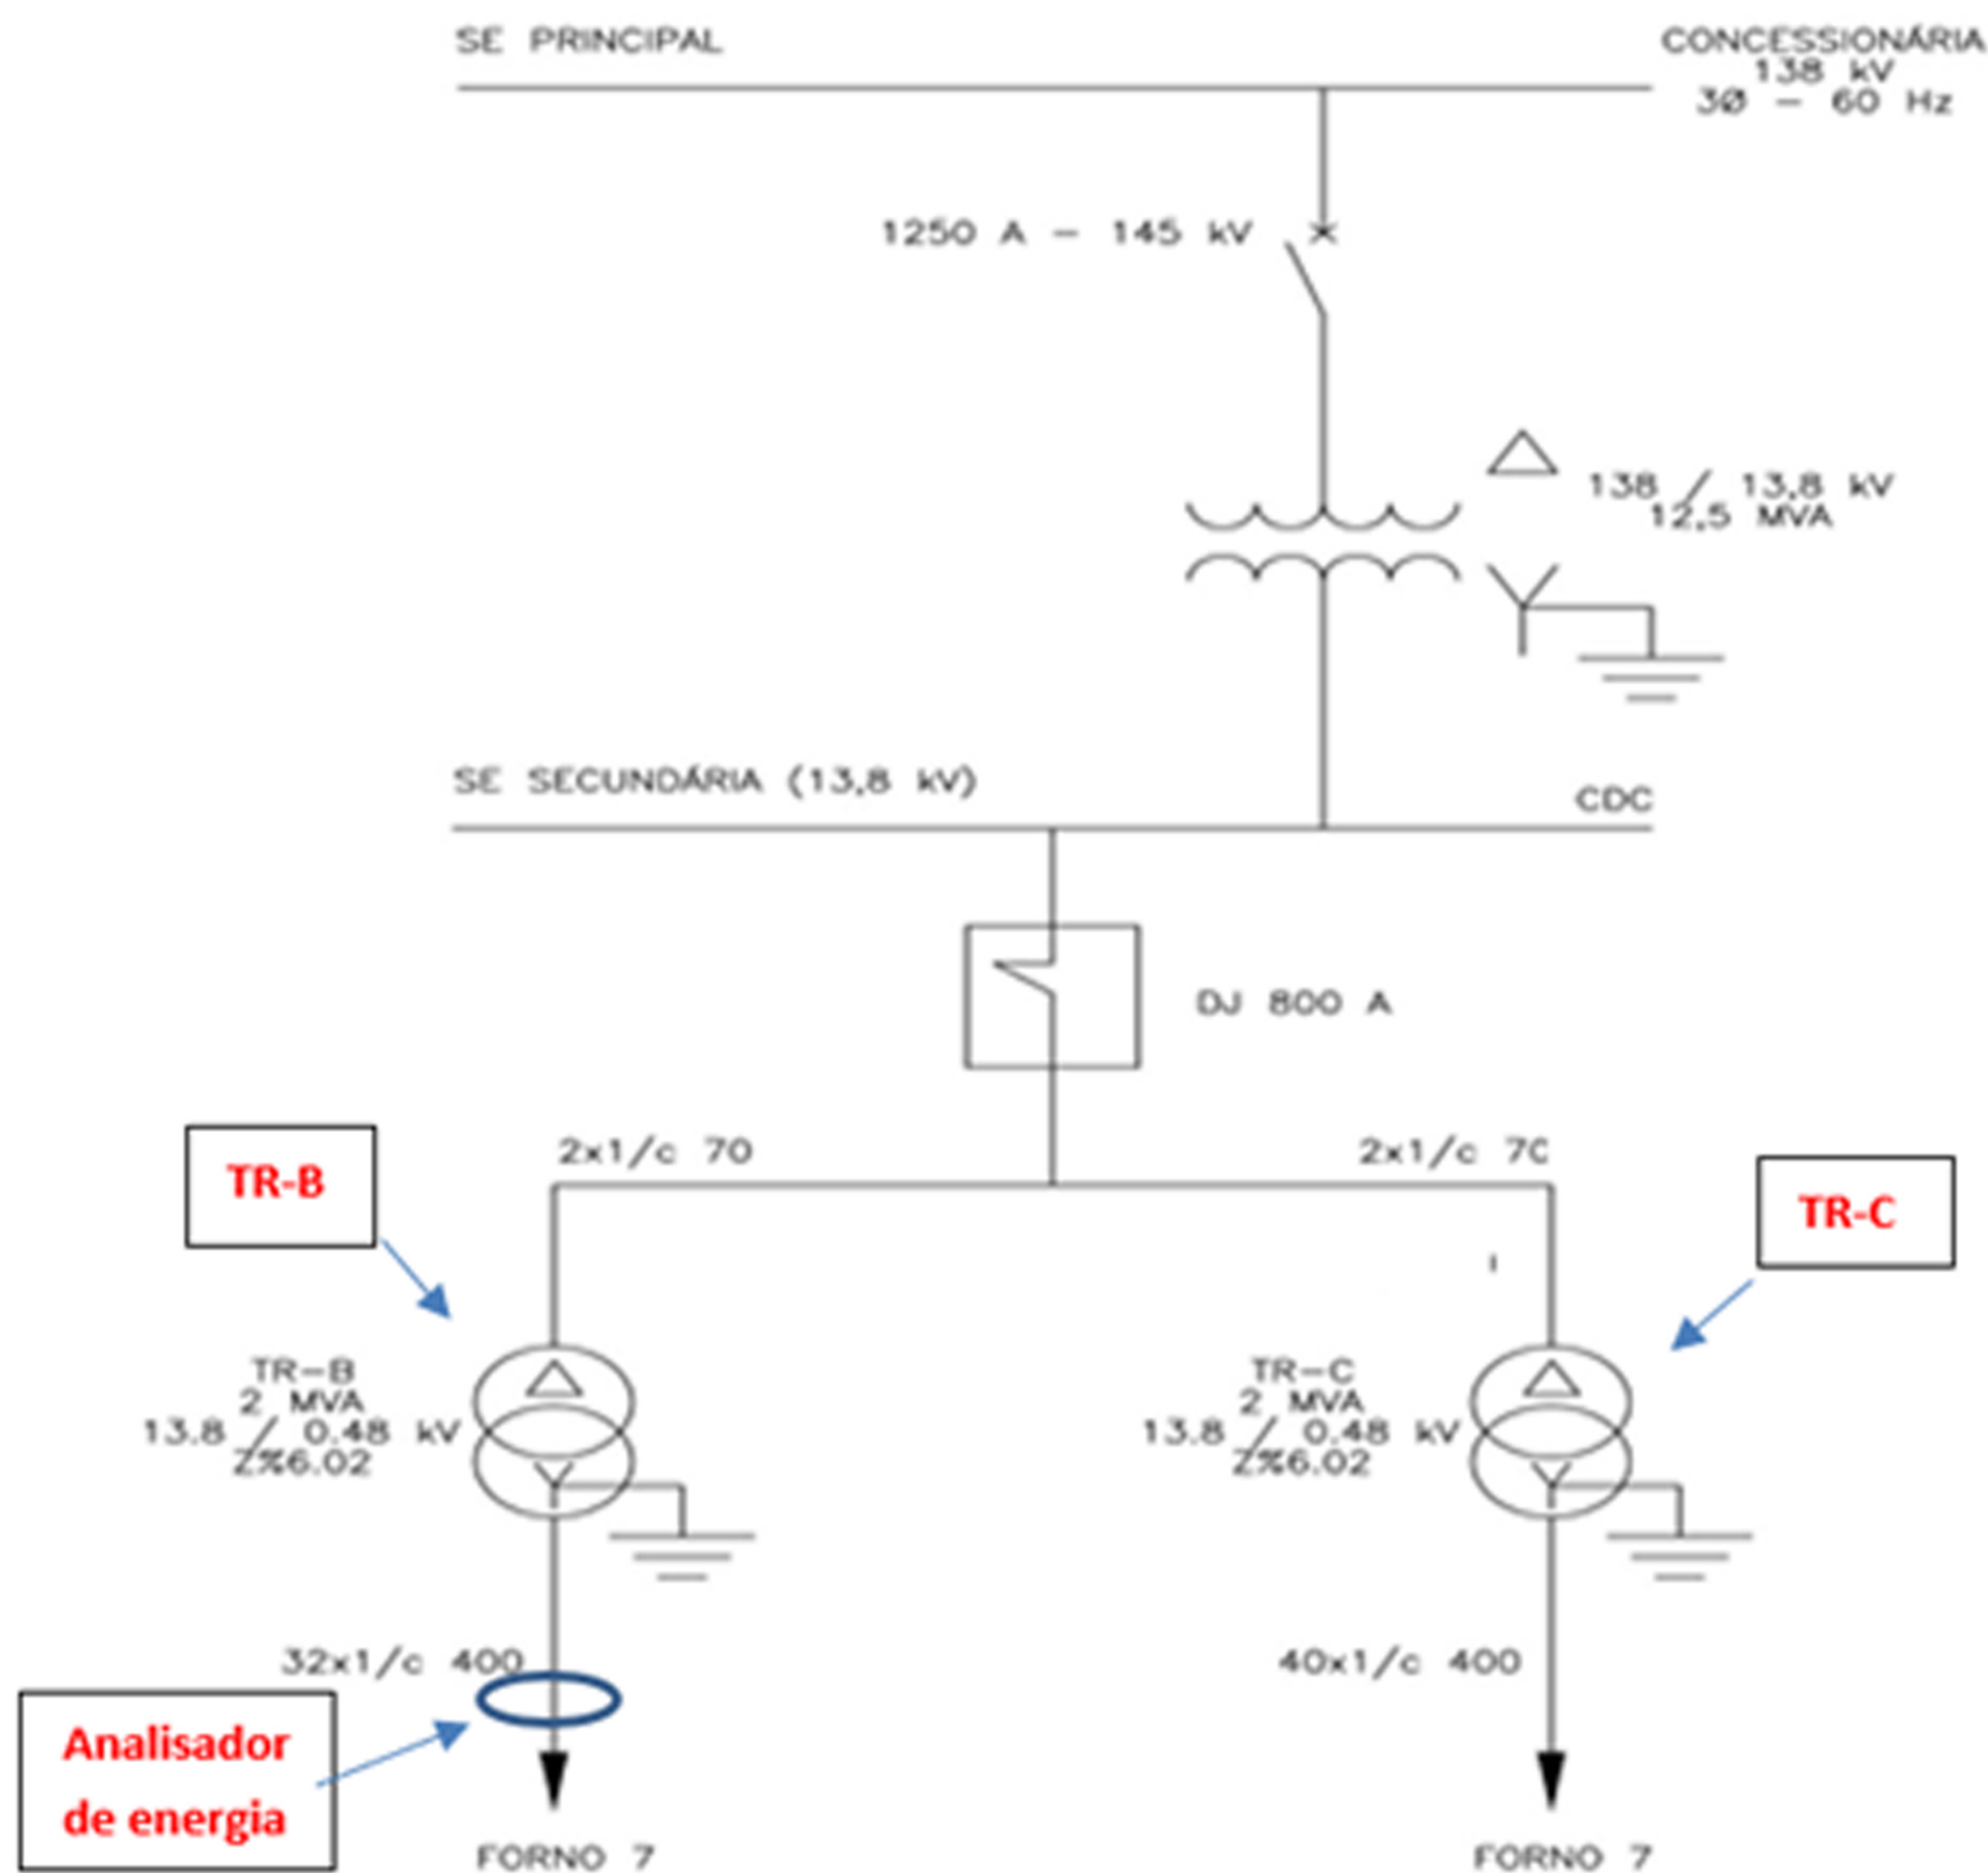 SE PRINCIPAL
CONCESSIONÁRIA
138 kV
3Ø – 60 Hz
1250 A – 145 kV
138 / 13,8 kV
12,5 MVA
SE SECUNDÁRIA (13,8 kV)
CDC
DJ 800 A
2x1/c 70
2x1/c 70
TR-B
TR-C
TR-B
2 MVA
13.8 / 0.48 kV
Z%6.02
TR-C
2 MVA
13.8 / 0.48 kV
Z%6.02
32x1/c 400
40x1/c 400
Analisador
de energia
FORNO 7
FORNO 7